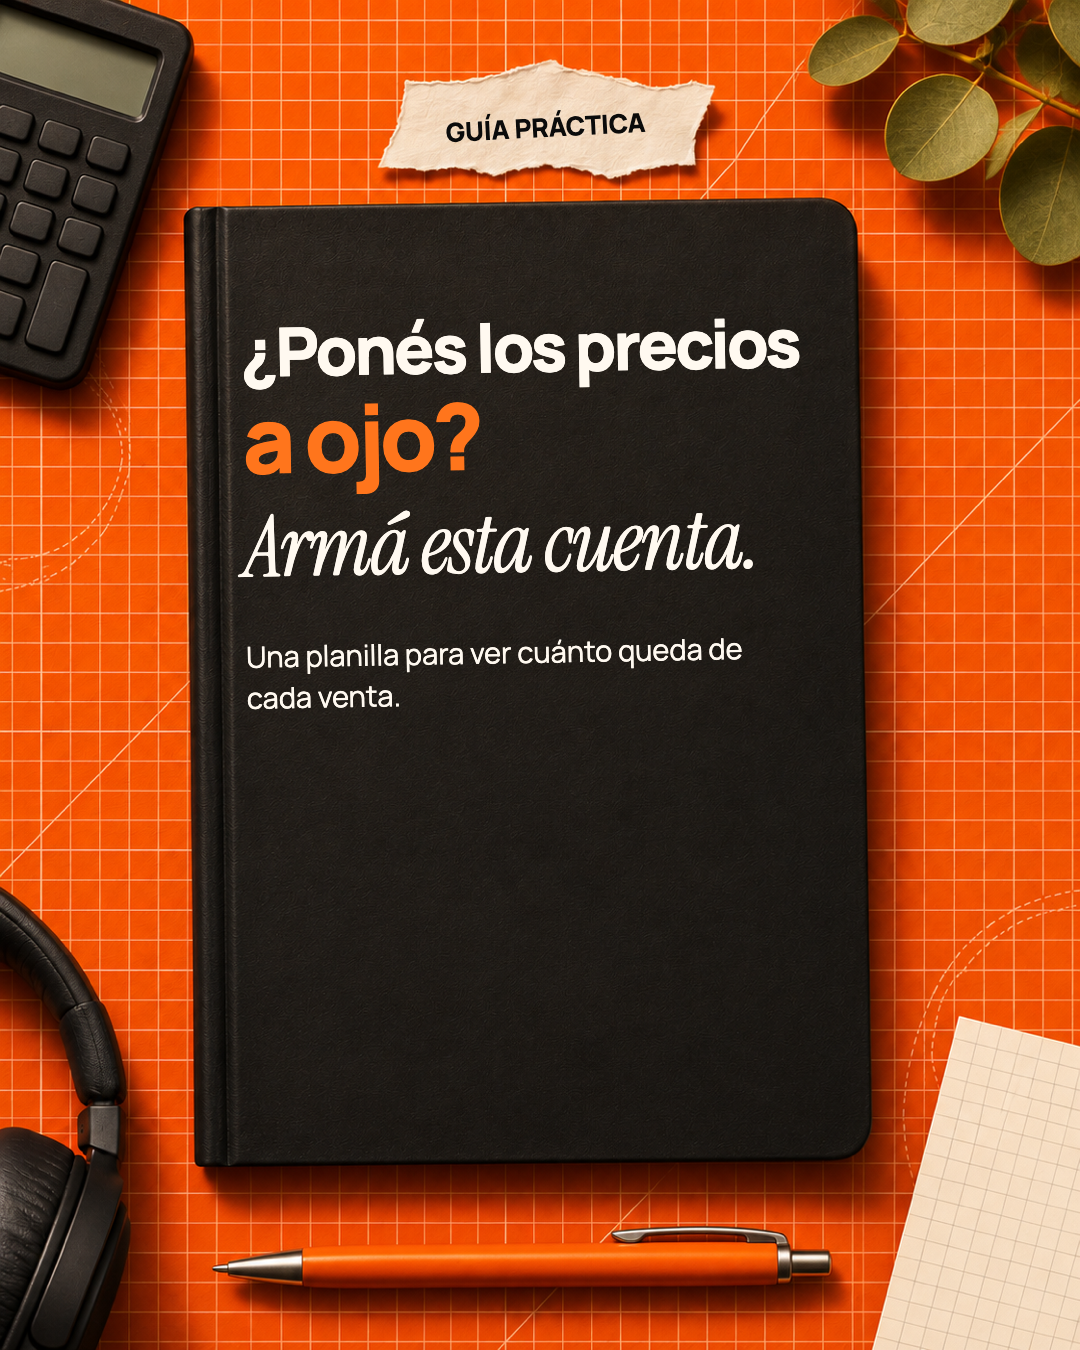 GUÍA PRÁCTICA
¿Ponés los precios
a ojo?
Armá esta cuenta.
Una planilla para ver cuánto queda de
cada venta.